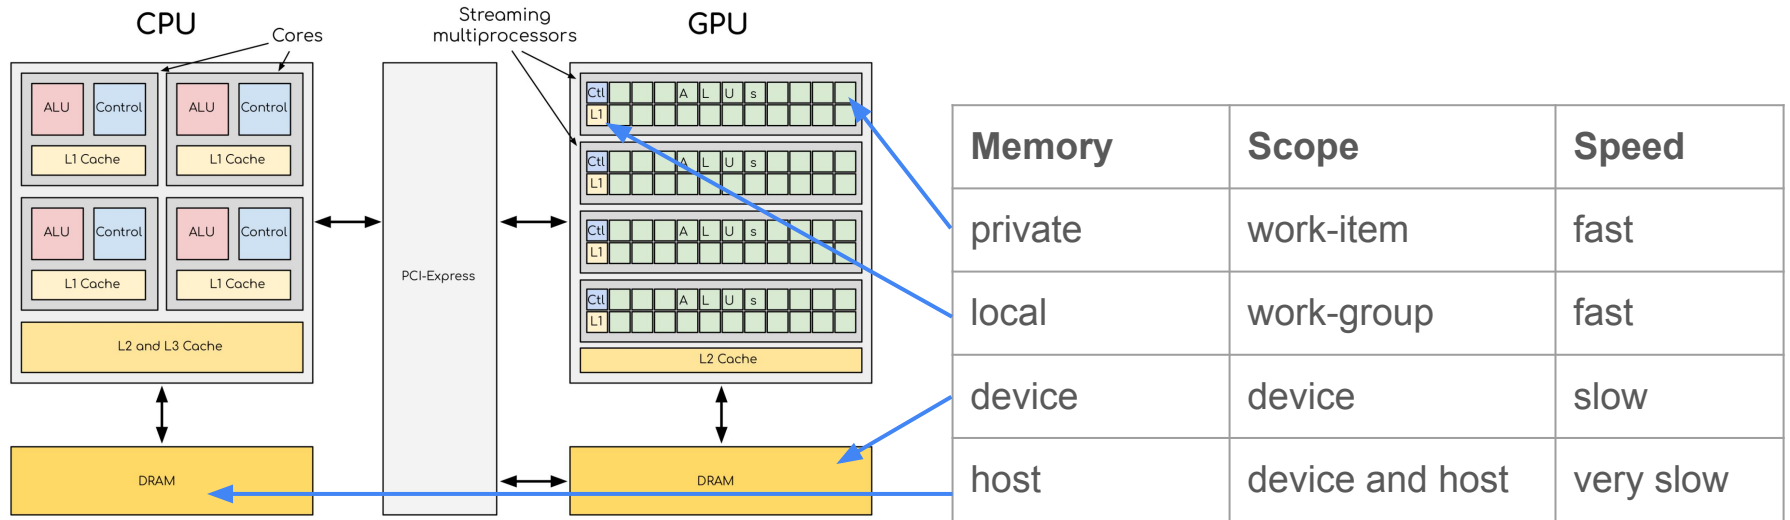 CPU
Cores
Streaming
multiprocessors
GPU
ALU
Control
ALU
Control
L1 Cache
L1 Cache
ALU
Control
ALU
Control
L1 Cache
L1 Cache
L2 and L3 Cache
DRAM
PCI-Express
Ctl A L U s
L1
Ctl A L U s
L1
Ctl A L U s
L1
Ctl A L U s
L1
L2 Cache
DRAM
Memory Scope Speed
private work-item fast
local work-group fast
device device slow
host device and host very slow